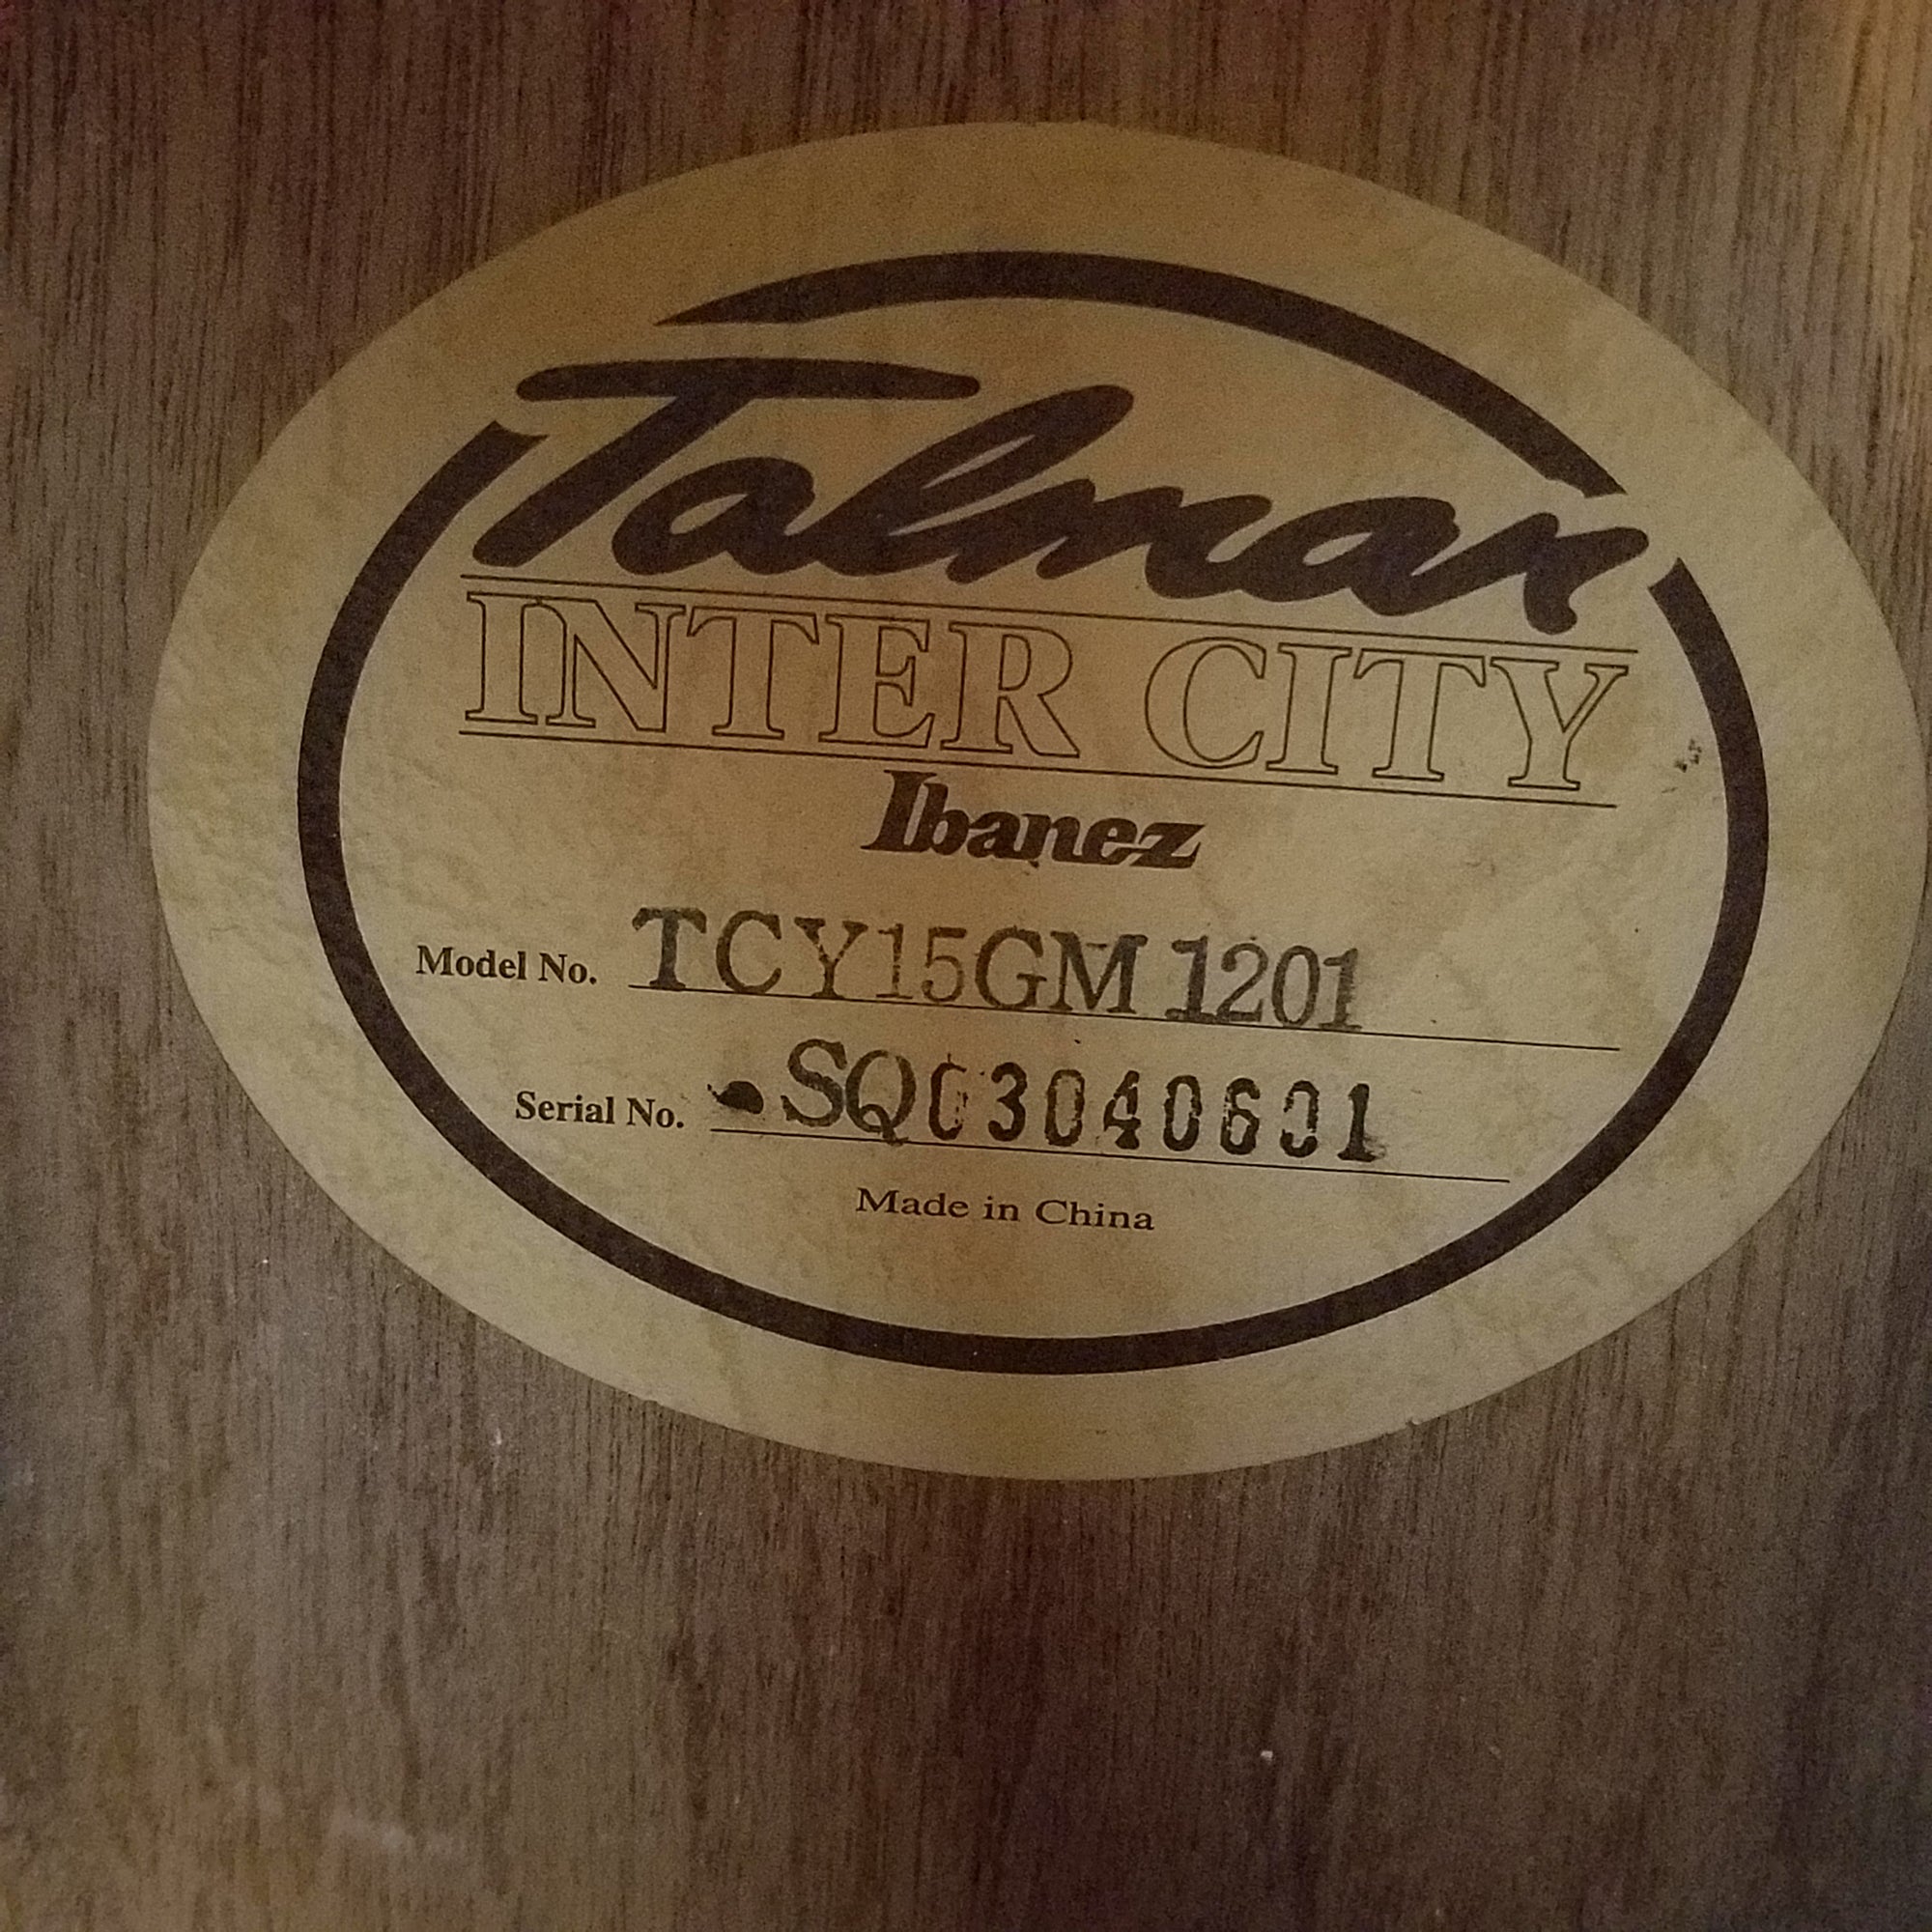 Talman
INTER CITY
Ibanez
Model No. TCY15GM 1201
Serial No. SQ03040601
Made in China